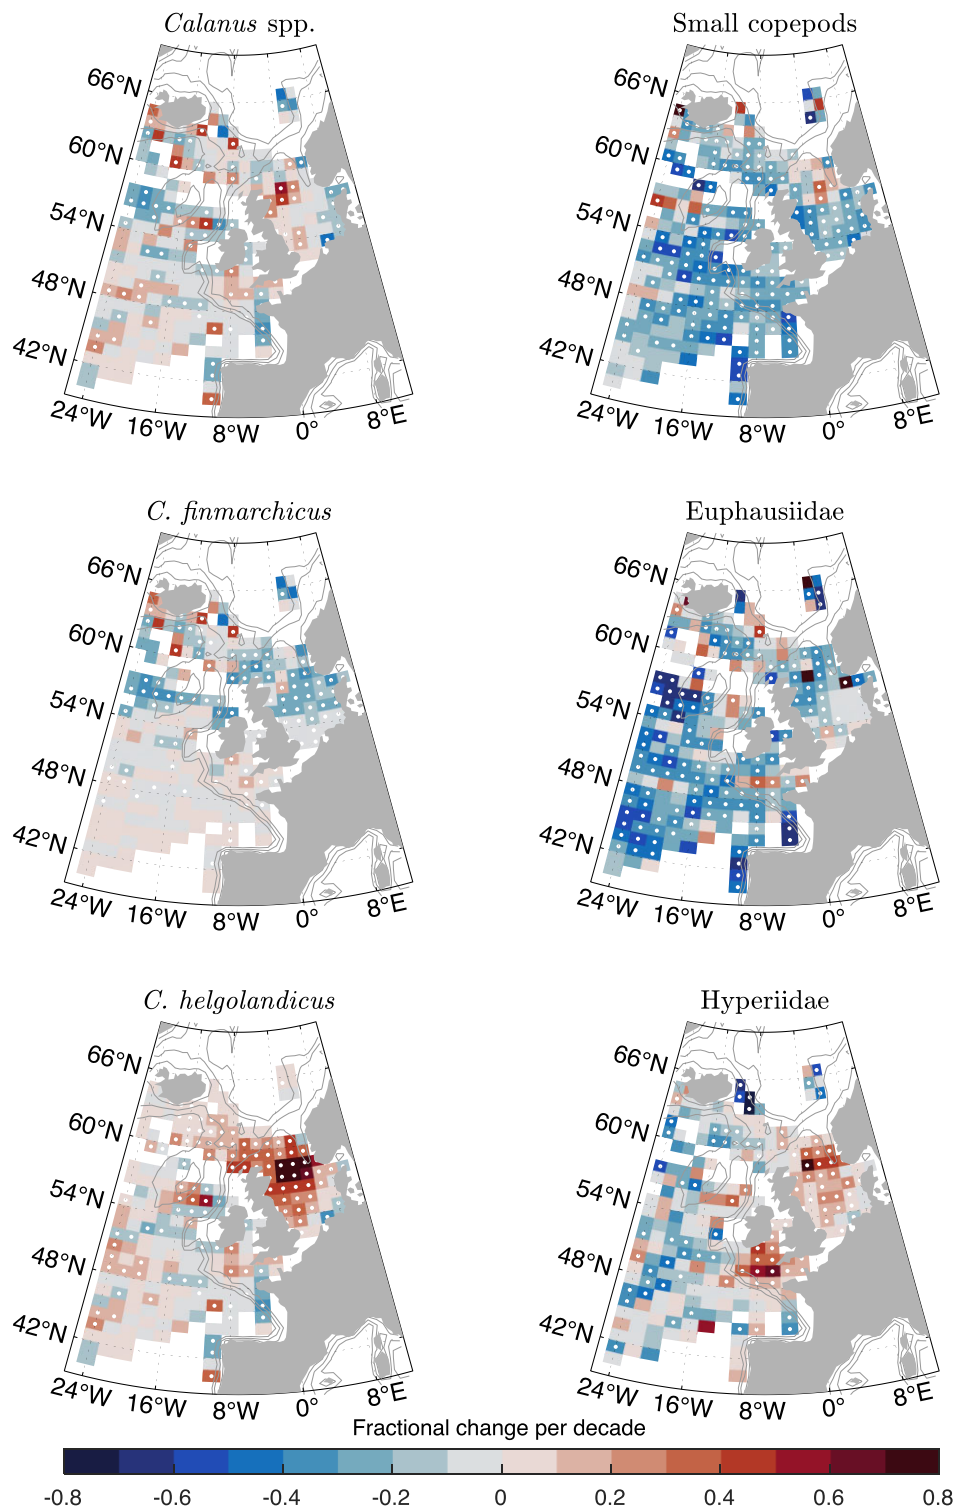 Calanus spp.
Small copepods
66°N
60°N
54°N
48°N
42°N
24°W 16°W 8°W 0° 8°E
66°N
60°N
54°N
48°N
42°N
24°W 16°W 8°W 0° 8°E
C. finmarchicus
Euphausiidae
66°N
60°N
54°N
48°N
42°N
24°W 16°W 8°W 0° 8°E
66°N
60°N
54°N
48°N
42°N
24°W 16°W 8°W 0° 8°E
C. helgolandicus
Hyperiidae
66°N
60°N
54°N
48°N
42°N
24°W 16°W 8°W 0° 8°E
66°N
60°N
54°N
48°N
42°N
24°W 16°W 8°W 0° 8°E
Fractional change per decade
-0.8 -0.6 -0.4 -0.2 0 0.2 0.4 0.6 0.8